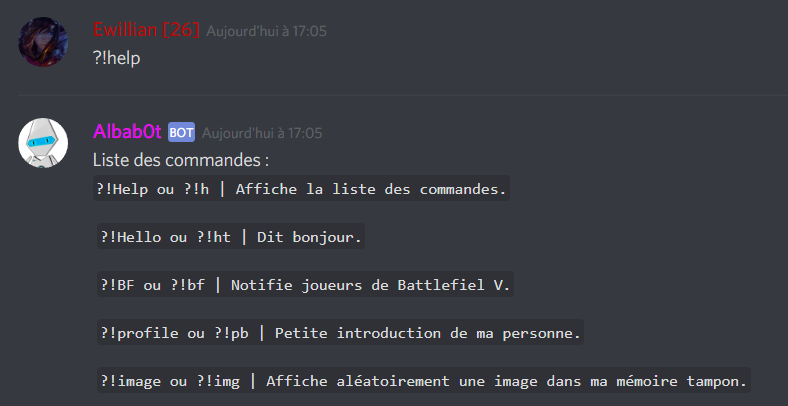 Ewillian [26] Aujourd'hui à 17:05
?!help
Albab0t BOT Aujourd'hui à 17:05
Liste des commandes :
?!Help ou ?!h | Affiche la liste des commandes.
?!Hello ou ?!ht | Dit bonjour.
?!BF ou ?!bf | Notifie joueurs de Battlefiel V.
?!profile ou ?!pb | Petite introduction de ma personne.
?!image ou ?!img | Affiche aléatoirement une image dans ma mémoire tampon.